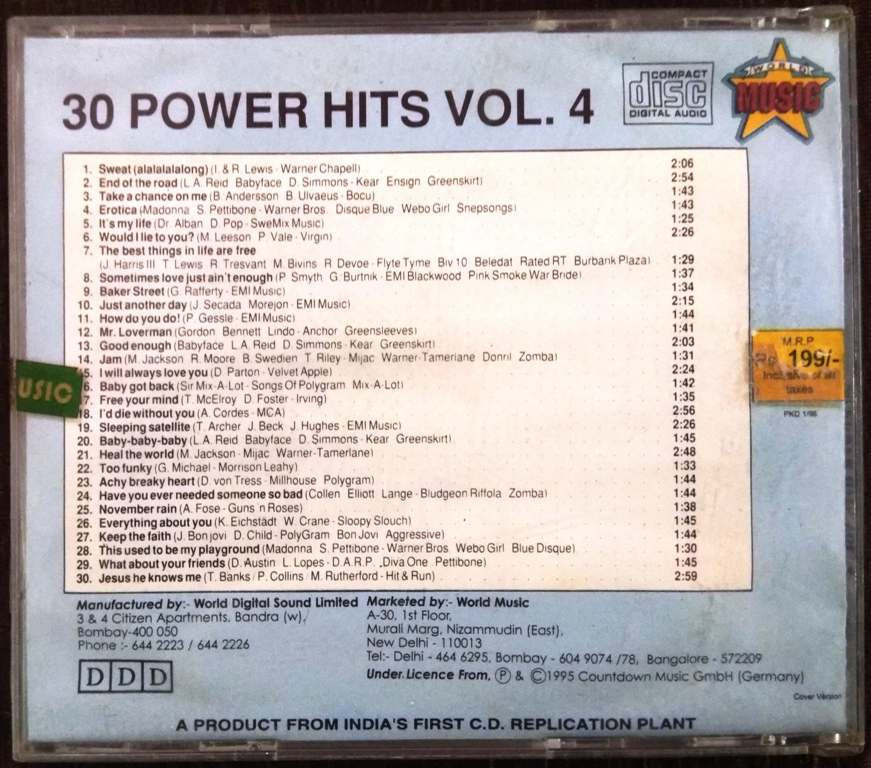 30 POWER HITS VOL. 4
COMPACT
disc
DIGITAL AUDIO
WORLD
MUSIC
1. Sweat (alalalalalong) (I. & R. Lewis - Warner Chapell) 2:06
2. End of the road (L.A. Reid Babyface D. Simmons - Kear Ensign Greenskirt) 2:54
3. Take a chance on me (B. Andersson B. Ulvaeus - Bocu) 1:43
4. Erotica (Madonna S. Pettibone - Warner Bros. Disque Blue Webo Girl Snepsongs) 1:43
5. It's my life (Dr. Alban D. Pop - SweMix Music) 1:25
6. Would I lie to you? (M. Leeson P. Vale - Virgin) 2:26
7. The best things in life are free
(J. Harris III T. Lewis R. Tresvant M. Bivins R. Devoe - Flyte Tyme Biv 10 Beledat Rated RT Burbank Plaza) 1:29
8. Sometimes love just ain't enough (P. Smyth G. Burtnik - EMI Blackwood Pink Smoke War Bride) 1:37
9. Baker Street (G. Rafferty - EMI Music) 1:34
10. Just another day (J. Secada Morejon - EMI Music) 2:15
11. How do you do! (P. Gessle - EMI Music) 1:44
12. Mr. Loverman (Gordon Bennett Lindo - Anchor Greensleeves) 1:41
13. Good enough (Babyface L.A. Reid D. Simmons - Kear Greenskirt) 2:03
14. Jam (M. Jackson R. Moore B. Swedien T. Riley - Mijac Warner-Tamerlane Donril Zomba) 1:31
5. I will always love you (D. Parton - Velvet Apple) 2:24
6. Baby got back (Sir Mix-A-Lot - Songs Of Polygram Mix-A-Lot) 1:42
7. Free your mind (T. McElroy D. Foster - Irving) 1:35
18. I'd die without you (A. Cordes - MCA) 2:56
19. Sleeping satellite (T. Archer J. Beck J. Hughes - EMI Music) 2:26
20. Baby-baby-baby (L.A. Reid Babyface D. Simmons - Kear Greenskirt) 1:45
21. Heal the world (M. Jackson - Mijac Warner-Tamerlane) 2:48
22. Too funky (G. Michael - Morrison Leahy) 1:33
23. Achy breaky heart (D. von Tress - Millhouse Polygram) 1:44
24. Have you ever needed someone so bad (Collen Elliott Lange - Bludgeon Riffola Zomba) 1:44
25. November rain (A. Fose - Guns n Roses) 1:38
26. Everything about you (K. Eichstadt W. Crane - Sloopy Slouch) 1:45
27. Keep the faith (J. Bon jovi D. Child - PolyGram Bon Jovi Aggressive) 1:44
28. This used to be my playground (Madonna S. Pettibone - Warner Bros Webo Girl Blue Disque) 1:30
29. What about your friends (D. Austin L. Lopes - D.A.R.P. .Diva One Pettibone) 1:45
30. Jesus he knows me (T. Banks / P. Collins / M. Rutherford - Hit & Run) 2:59
USIC
M.R.P
Rs. 199/-
Inclusive of all
taxes
PKD 1/96
Manufactured by:- World Digital Sound Limited
3 & 4 Citizen Apartments, Bandra (w),
Bombay-400 050
Phone :- 644 2223 / 644 2226
DDD
Marketed by:- World Music
A-30, 1st Floor,
Murali Marg, Nizammudin (East),
New Delhi - 110013
Tel:- Delhi - 464 6295, Bombay - 604 9074 /78, Bangalore - 572209
Under Licence From, Ⓟ & ©1995 Countdown Music GmbH (Germany)
Cover Version
A PRODUCT FROM INDIA'S FIRST C.D. REPLICATION PLANT